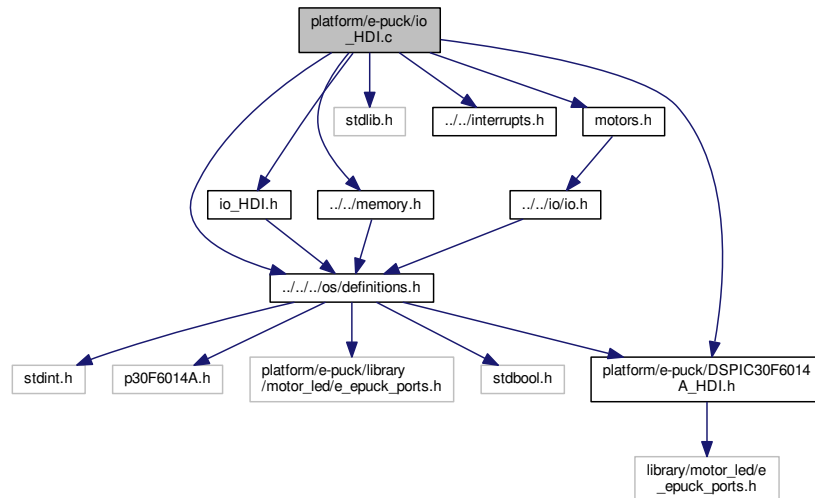 platform/e-puck/io
_HDI.c
stdlib.h
../../interrupts.h
motors.h
io_HDI.h
../../memory.h
../../io/io.h
../../../os/definitions.h
stdint.h
p30F6014A.h
platform/e-puck/library
/motor_led/e_epuck_ports.h
stdbool.h
platform/e-puck/DSPIC30F6014
A_HDI.h
library/motor_led/e
_epuck_ports.h